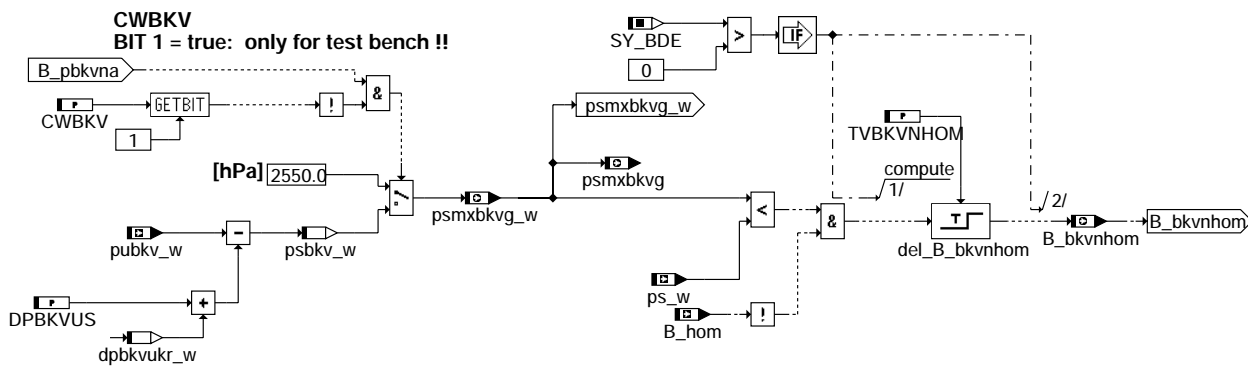 CWBKV
BIT 1 = true: only for test bench !!
B_pbkvna
CWBKV
P
GETBIT
1
!
&
[hPa]
2550.0
pubkv_w
-
psbkv_w
DPBKVUS
P
+
dpbkvukr_w
psmxbkvg_w
psmxbkvg_w
psmxbkvg
SY_BDE
0
>
IF
TVBKVNHOM
P
compute
1/
/2/
<
&
ps_w
B_hom
!
T
del_B_bkvnhom
B_bkvnhom
B_bkvnhom